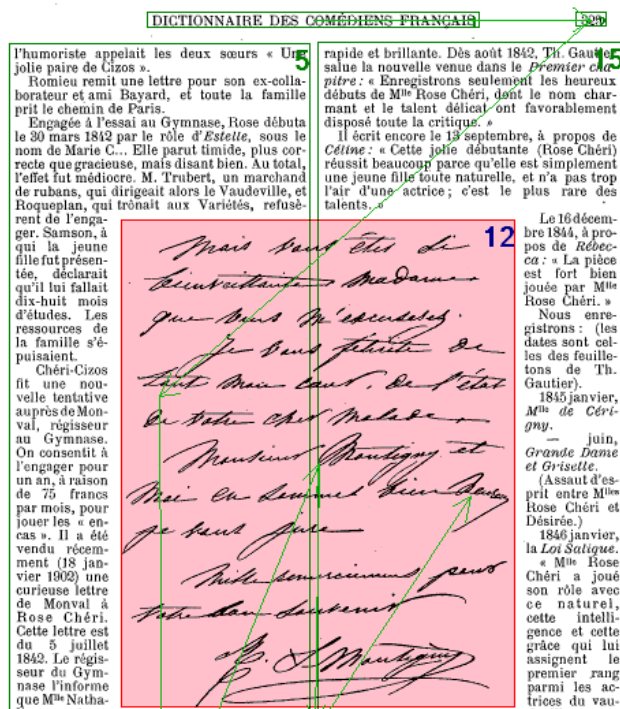 DICTIONNAIRE DES COMÉDIENS FRANÇAIS
l'humoriste appelait les deux sœurs « Une
jolie paire de Cizos ».
Romieu remit une lettre pour son ex-colla-
borateur et ami Bayard, et toute la famille
prit le chemin de Paris.
Engagée à l'essai au Gymnase, Rose débuta
le 30 mars 1842 par le rôle d'Estelle, sous le
nom de Marie C... Elle parut timide, plus cor-
recte que gracieuse, mais disant bien. Au total,
l'effet fut médiocre. M. Trubert, un marchand
de rubans, qui dirigeait alors le Vaudeville, et
Roqueplan, qui trônait aux Variétés, refusè-
rent de l'enga-
ger. Samson, à
qui la jeune
fille fut présen-
tée, déclarait
qu'il lui fallait
dix-huit mois
d'études. Les
ressources de
la famille s'é-
puisaient.
Chéri-Cizos
fit une nou-
velle tentative
auprès de Mon-
val, régisseur
au Gymnase.
On consentit à
l'engager pour
un an, à raison
de 75 francs
par mois, pour
jouer les « en-
cas ». Il a été
vendu récem-
ment (18 jan-
vier 1902) une
curieuse lettre
de Monval à
Rose Chéri.
Cette lettre est
du 5 juillet
1842. Le régis-
seur du Gym-
nase l'informe
que Mlle Natha-
5
12
Mais vous êtes si
bienveillante Madame
que vous m'excuserez.
Je vous félicite de
tout mon cœur, de l'état
de votre cher malade.
Monsieur Montigny et
moi en sommes bien heureux
je vous jure
Mille remerciements pour
votre bon souvenir
Montigny
15
rapide et brillante. Dès août 1842, Th. Gautier
salue la nouvelle venue dans le Premier cha-
pitre : « Enregistrons seulement les heureux
débuts de Mlle Rose Chéri, dont le nom char-
mant et le talent délicat ont favorablement
disposé toute la critique. »
Il écrit encore le 13 septembre, à propos de
Céline : « Cette jolie débutante (Rose Chéri)
réussit beaucoup parce qu'elle est simplement
une jeune fille toute naturelle, et n'a pas trop
l'air d'une actrice ; c'est le plus rare des
talents. »
Le 16 décem-
bre 1844, à pro-
pos de Rébec-
ca : « La pièce
est fort bien
jouée par Mlle
Rose Chéri. »
Nous enre-
gistrons : (les
dates sont cel-
les des feuille-
tons de Th.
Gautier).
1845 janvier,
Mlle de Céri-
gny.
— juin,
Grande Dame
et Griselle.
(Assaut d'es-
prit entre Mlles
Rose Chéri et
Désirée.)
1846 janvier,
la Loi Salique.
« Mlle Rose
Chéri a joué
son rôle avec
ce naturel,
cette intelli-
gence et cette
grâce qui lui
assignent le
premier rang
parmi les ac-
trices du vau-